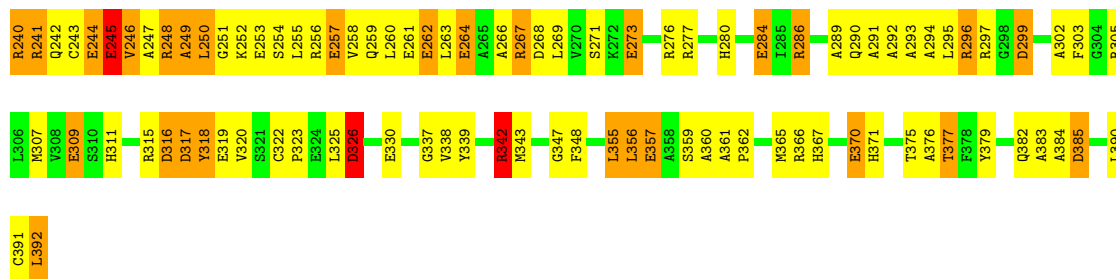 R240 R241 Q242 C243 E244 E245 V246 A247 R248 A249 L250 G251 K252 E253 S254 L255 R256 E257 V258 Q259 L260 E261 E262 L263 E264 A265 A266 R267 D268 L269 V270 S271 K272 E273 R276 R277 H280 E284 I285 R286 A289 Q290 A291 A292 A293 A294 L295 R296 R297 G298 D299 A302 F303 G304
L306 M307 V308 E309 S310 H311 R315 D316 D317 Y318 E319 V320 S321 C322 P323 E324 L325 D326 E330 G337 V338 Y339 R342 M343 G347 F348 L355 L356 E357 A358 S359 A360 A361 P362 M365 R366 H367 E370 H371 T375 A376 T377 F378 Y379 Q382 A383 A384 D385
C391 L392